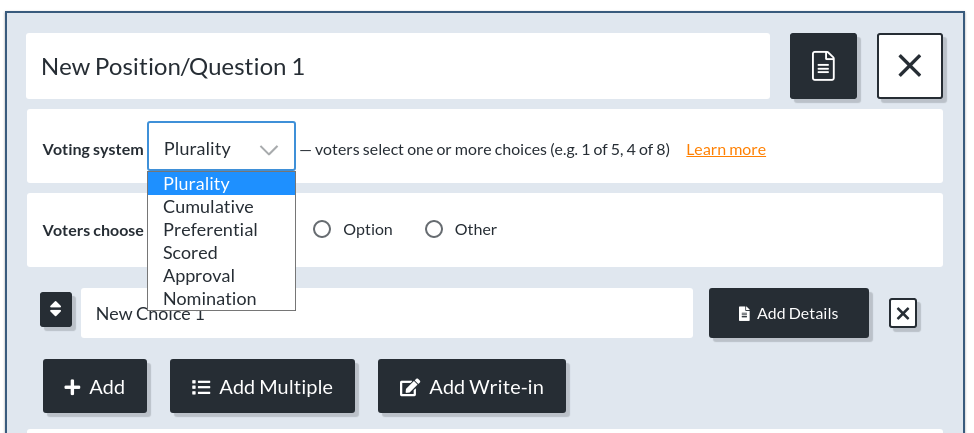 New Position/Question 1
Voting system Plurality — voters select one or more choices (e.g. 1 of 5, 4 of 8) Learn more
Plurality
Cumulative
Preferential
Scored
Approval
Nomination
Voters choose Option Other
New Choice 1 Add Details
Add Add Multiple Add Write-in